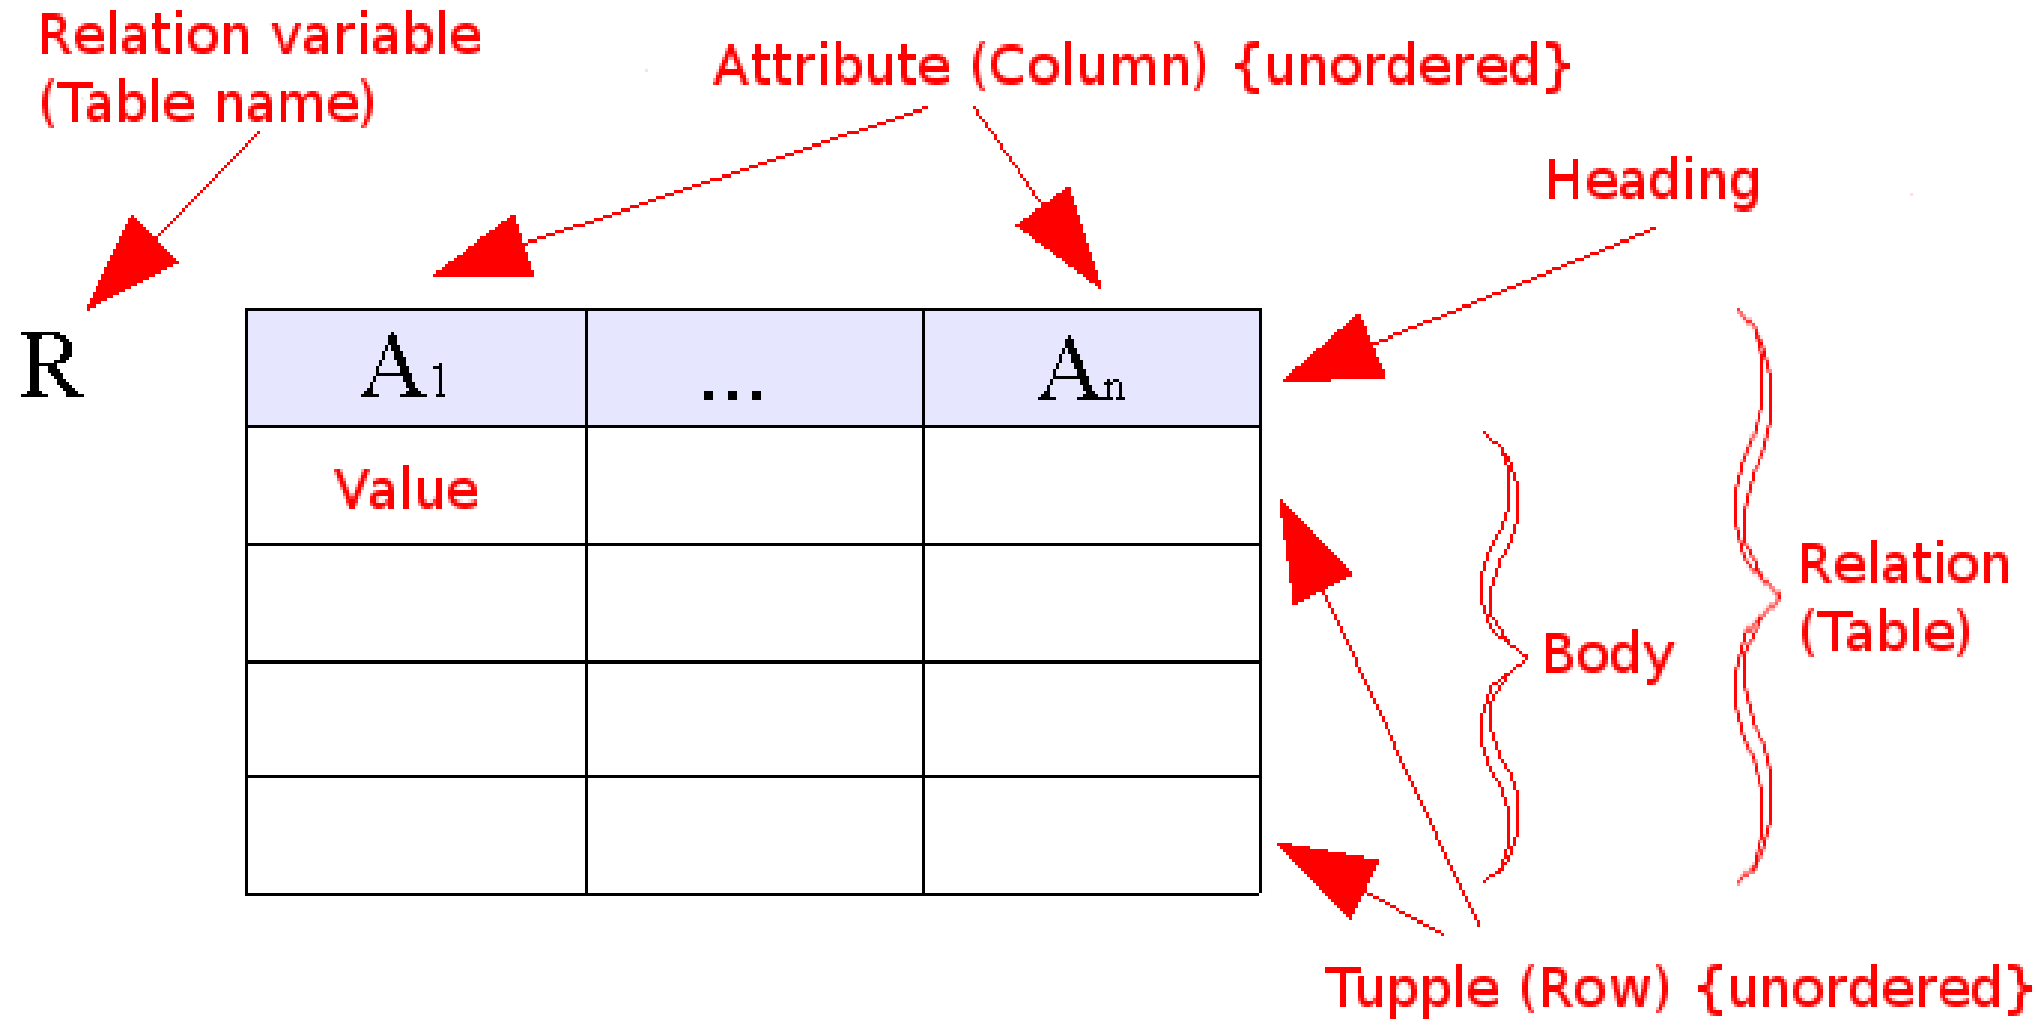 Relation variable
(Table name)
Attribute (Column) {unordered}
Heading
R
A1
...
An
Value
Relation
(Table)
Body
Tupple (Row) {unordered}